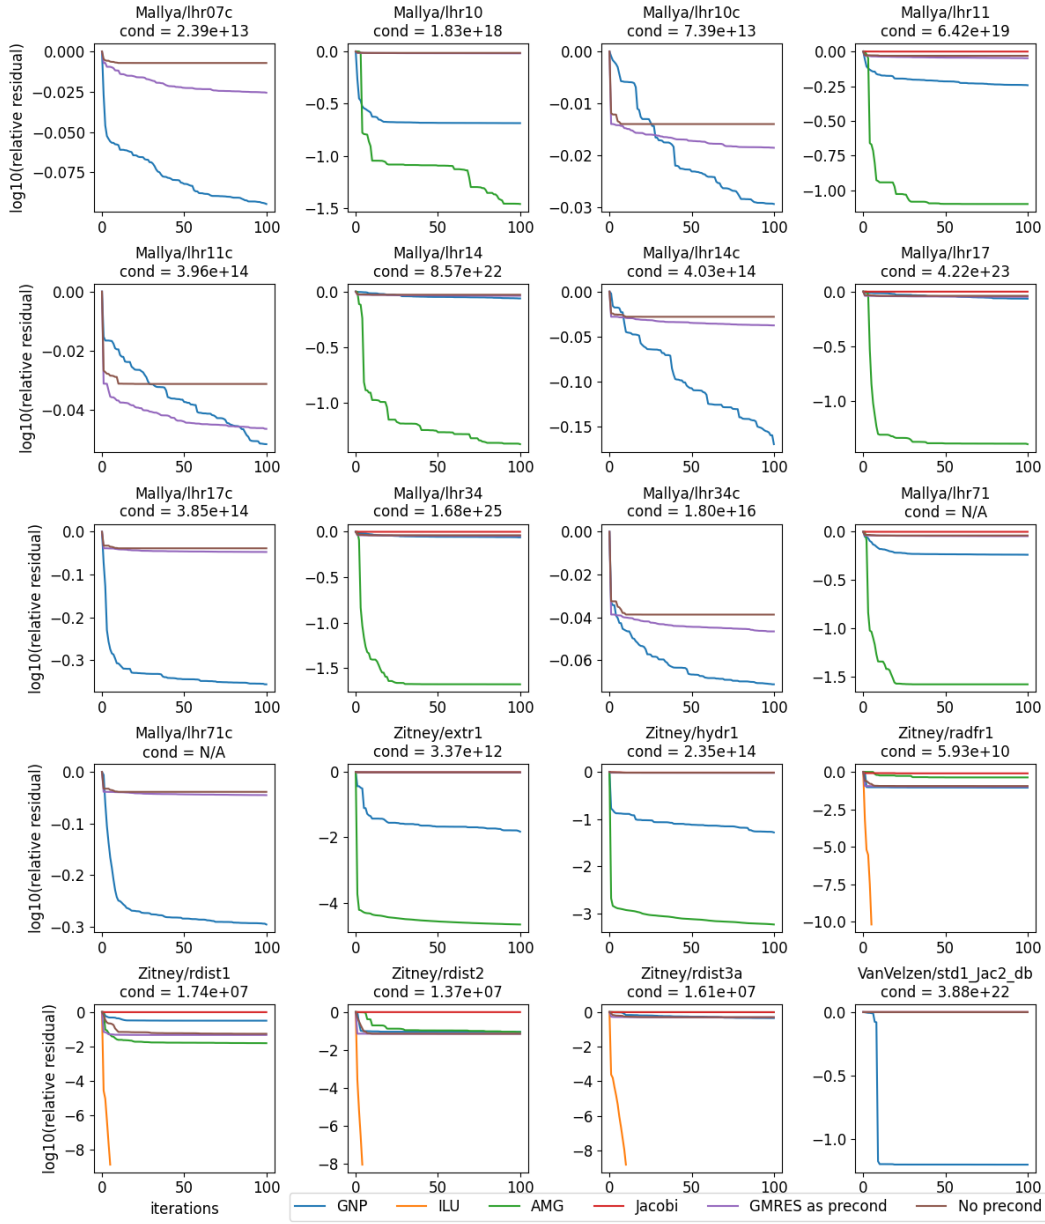 Mallya/lhr07c
cond = 2.39e+13
Mallya/lhr10
cond = 1.83e+18
Mallya/lhr10c
cond = 7.39e+13
Mallya/lhr11
cond = 6.42e+19
log10(relative residual)
0.000
−0.025
−0.050
−0.075
0 50 100
0.0
−0.5
−1.0
−1.5
0 50 100
0.00
−0.01
−0.02
−0.03
0 50 100
0.00
−0.25
−0.50
−0.75
−1.00
0 50 100
Mallya/lhr11c
cond = 3.96e+14
Mallya/lhr14
cond = 8.57e+22
Mallya/lhr14c
cond = 4.03e+14
Mallya/lhr17
cond = 4.22e+23
log10(relative residual)
0.00
−0.02
−0.04
0 50 100
0.0
−0.5
−1.0
0 50 100
0.00
−0.05
−0.10
−0.15
0 50 100
0.0
−0.5
−1.0
0 50 100
Mallya/lhr17c
cond = 3.85e+14
Mallya/lhr34
cond = 1.68e+25
Mallya/lhr34c
cond = 1.80e+16
Mallya/lhr71
cond = N/A
log10(relative residual)
0.0
−0.1
−0.2
−0.3
0 50 100
0.0
−0.5
−1.0
−1.5
0 50 100
0.00
−0.02
−0.04
−0.06
0 50 100
0.0
−0.5
−1.0
−1.5
0 50 100
Mallya/lhr71c
cond = N/A
Zitney/extr1
cond = 3.37e+12
Zitney/hydr1
cond = 2.35e+14
Zitney/radfr1
cond = 5.93e+10
log10(relative residual)
0.0
−0.1
−0.2
−0.3
0 50 100
0
−2
−4
0 50 100
0
−1
−2
−3
0 50 100
0.0
−2.5
−5.0
−7.5
−10.0
0 50 100
Zitney/rdist1
cond = 1.74e+07
Zitney/rdist2
cond = 1.37e+07
Zitney/rdist3a
cond = 1.61e+07
VanVelzen/std1_Jac2_db
cond = 3.88e+22
log10(relative residual)
0
−2
−4
−6
−8
0 50 100
iterations
0
−2
−4
−6
−8
0 50 100
0
−2
−4
−6
−8
0 50 100
0.0
−0.5
−1.0
0 50 100
GNP ILU AMG Jacobi GMRES as precond No precond